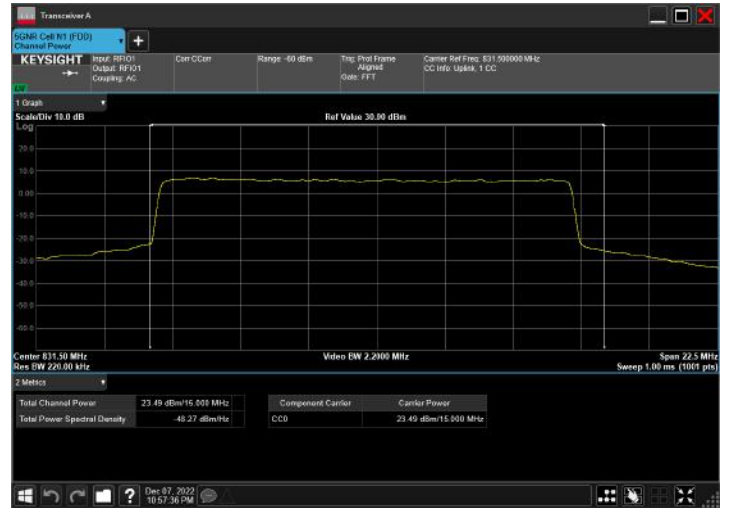 Transceiver A
5GNR Cell N1 (FDD)
Channel Power
KEYSIGHT
Input: RFIO1
Output: RFIO1
Coupling: AC
Corr CCorr
Range -60 dBm
Trig: Prot Frame
Aligned
Gate: FFT
Carrier Ref Freq: 831.500000 MHz
CC Info: Uplink, 1 CC
1 Graph
Scale/Div 10.0 dB
Ref Value 30.00 dBm
Log
20.0
10.0
0.00
-10.0
-20.0
-30.0
-40.0
-50.0
-60.0
Center 831.50 MHz
Video BW 2.2000 MHz
Span 22.5 MHz
Res BW 220.00 kHz
Sweep 1.00 ms (1001 pts)
2 Metrics
Total Channel Power
23.49 dBm/15.000 MHz
Total Power Spectral Density
-48.27 dBm/Hz
Component Carrier
Carrier Power
CC0
23.49 dBm/15.000 MHz
Dec 07, 2022
10:57:36 PM